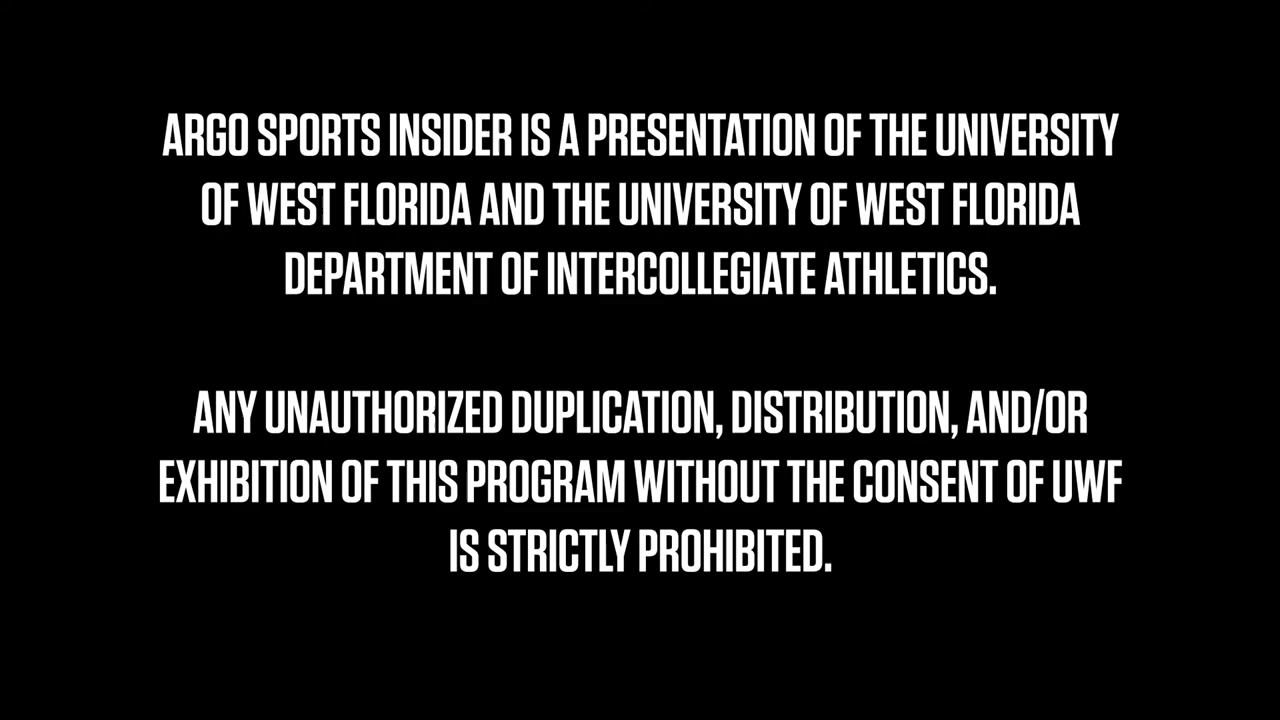 ARGO SPORTS INSIDER IS A PRESENTATION OF THE UNIVERSITY
OF WEST FLORIDA AND THE UNIVERSITY OF WEST FLORIDA
DEPARTMENT OF INTERCOLLEGIATE ATHLETICS.
ANY UNAUTHORIZED DUPLICATION, DISTRIBUTION, AND/OR
EXHIBITION OF THIS PROGRAM WITHOUT THE CONSENT OF UWF
IS STRICTLY PROHIBITED.